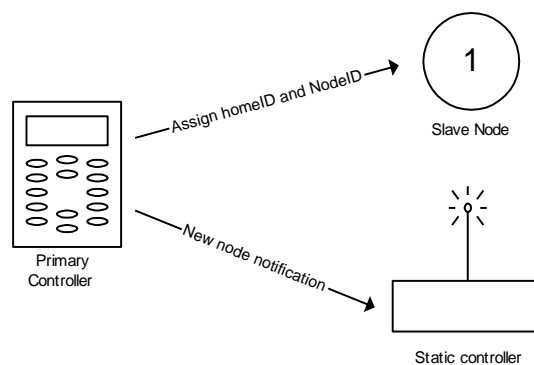 1
Assign homeID and NodeID
Slave Node
New node notification
Primary
Controller
Static controller